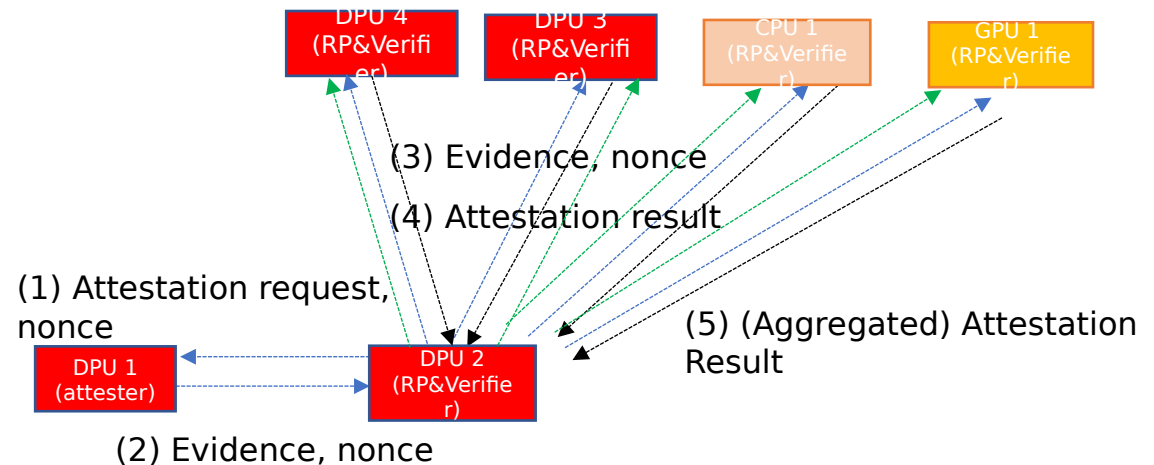 DPU 4
(RP&Verifi
er)
DPU 3
(RP&Verifi
er)
CPU 1
(RP&Verifie
r)
GPU 1
(RP&Verifie
r)
(3) Evidence, nonce
(4) Attestation result
(1) Attestation request,
nonce
(5) (Aggregated) Attestation
Result
DPU 1
(attester)
DPU 2
(RP&Verifie
r)
(2) Evidence, nonce